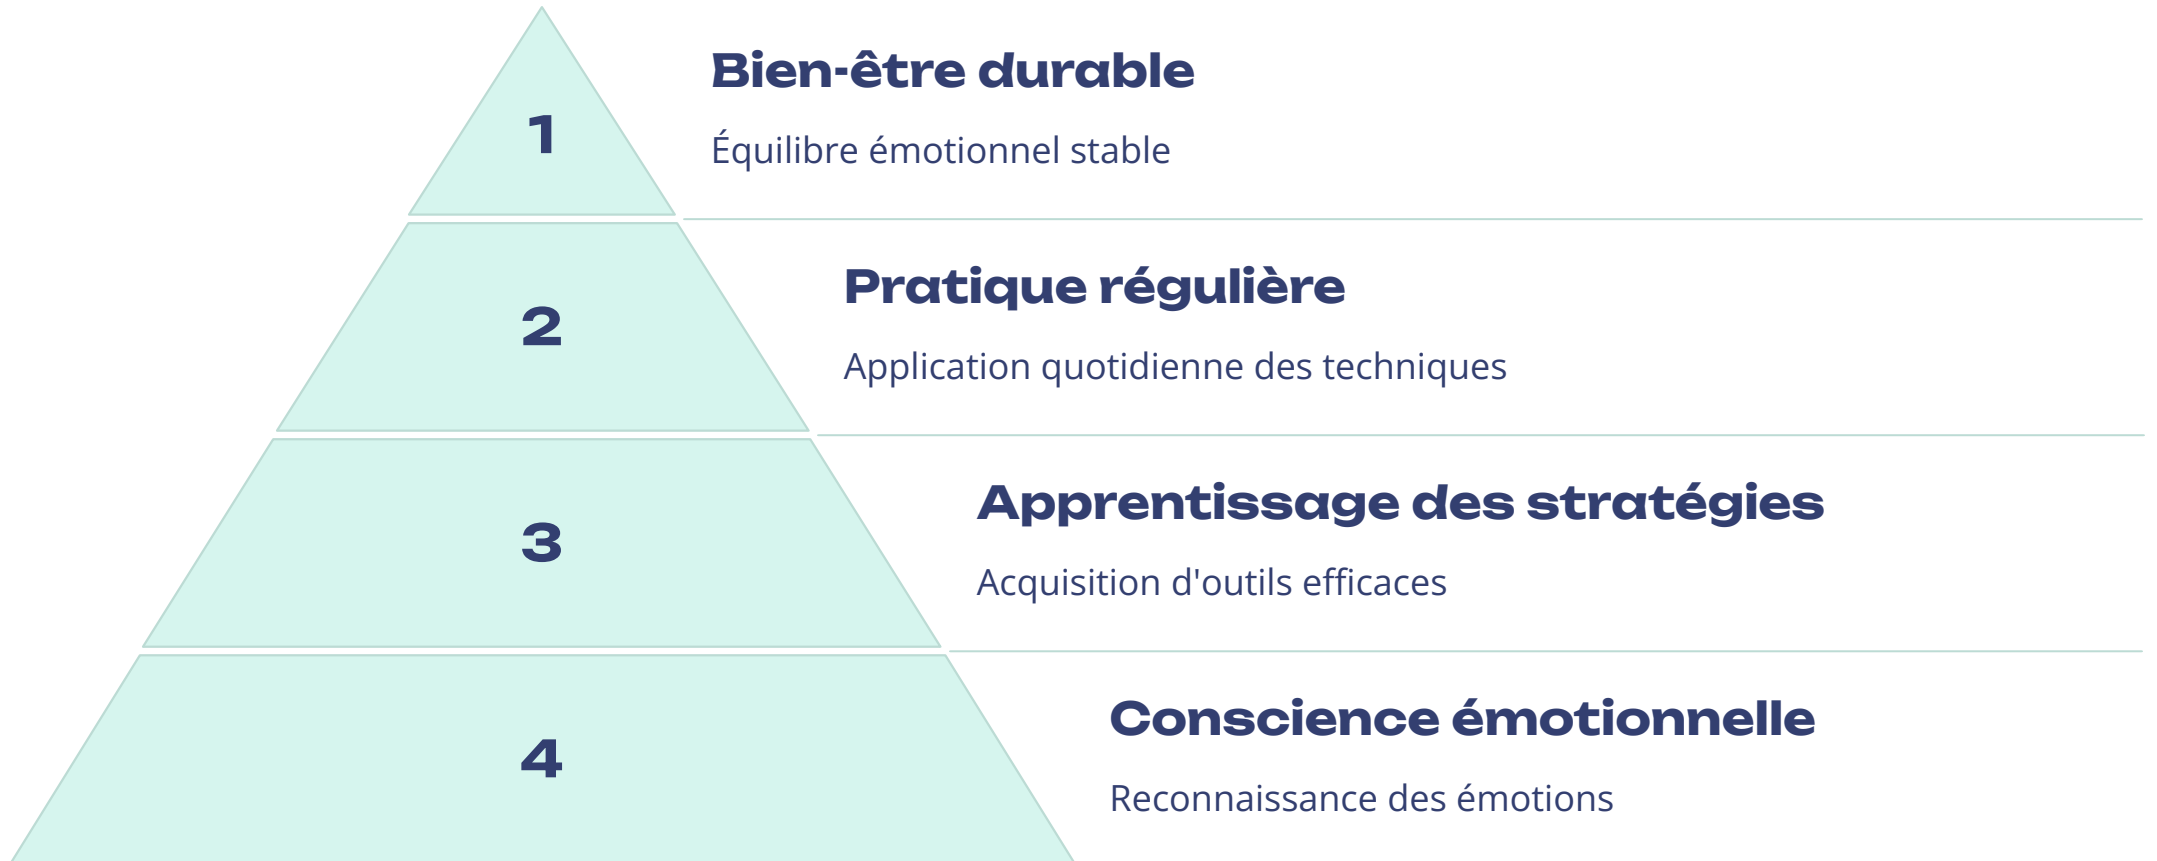 1
Bien-être durable
Équilibre émotionnel stable
2
Pratique régulière
Application quotidienne des techniques
3
Apprentissage des stratégies
Acquisition d'outils efficaces
4
Conscience émotionnelle
Reconnaissance des émotions